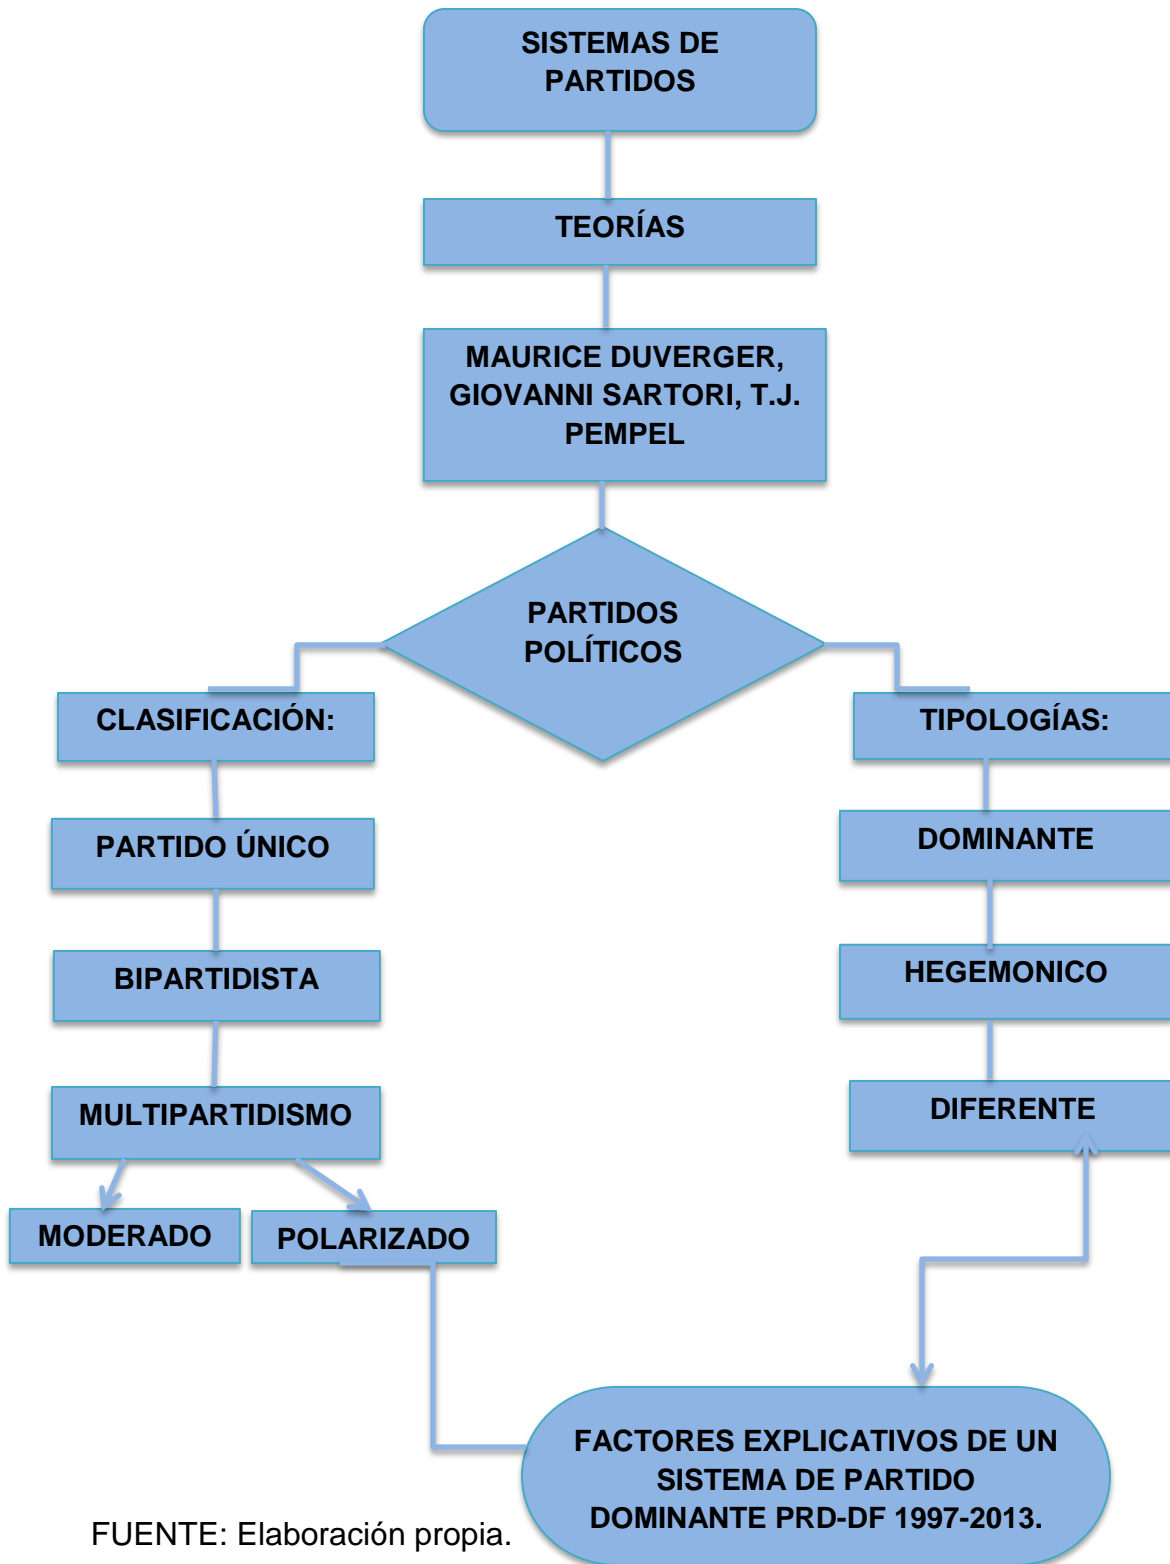 SISTEMAS DE
PARTIDOS
TEORÍAS
MAURICE DUVERGER,
GIOVANNI SARTORI, T.J.
PEMPEL
PARTIDOS
POLÍTICOS
CLASIFICACIÓN:
PARTIDO ÚNICO
BIPARTIDISTA
MULTIPARTIDISMO
MODERADO
POLARIZADO
TIPOLOGÍAS:
DOMINANTE
HEGEMONICO
DIFERENTE
FACTORES EXPLICATIVOS DE UN
SISTEMA DE PARTIDO
DOMINANTE PRD-DF 1997-2013.
FUENTE: Elaboración propia.